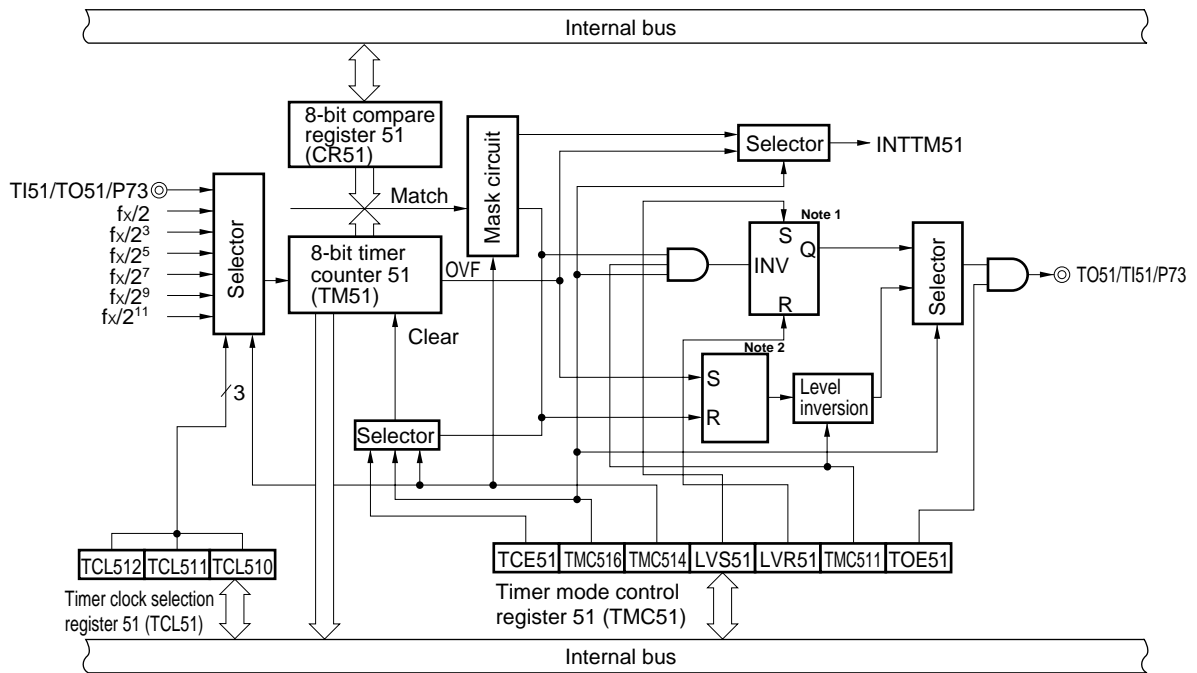 Internal bus
8-bit compare
register 51
(CR51)
Mask circuit
Selector
INTTM51
TI51/TO51/P73
fX/2
fX/2³
fX/2⁵
fX/2⁷
fX/2⁹
fX/2¹¹
Selector
Match
8-bit timer
counter 51
(TM51)
OVF
Clear
Note 1
S
Q
INV
R
Selector
TO51/TI51/P73
Note 2
S
R
Level
inversion
3
Selector
TCL512 TCL511 TCL510
Timer clock selection
register 51 (TCL51)
TCE51 TMC516 TMC514 LVS51 LVR51 TMC511 TOE51
Timer mode control
register 51 (TMC51)
Internal bus